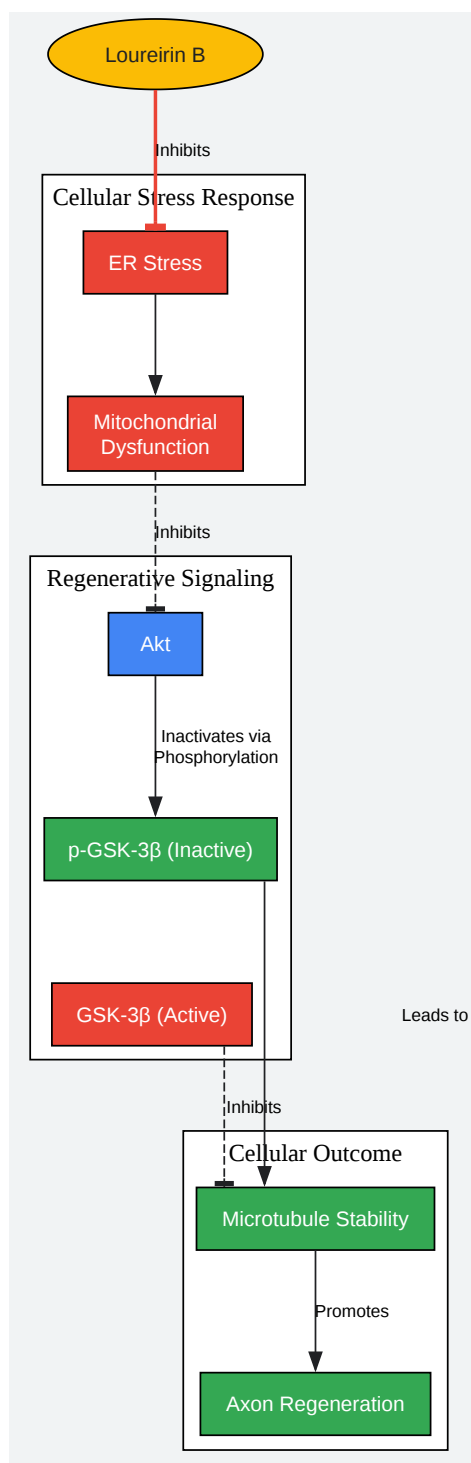 Loureirin B
Inhibits
Cellular Stress Response
ER Stress
Mitochondrial
Dysfunction
Inhibits
Regenerative Signaling
Akt
Inactivates via
Phosphorylation
p-GSK-3β (Inactive)
GSK-3β (Active)
Leads to
Inhibits
Cellular Outcome
Microtubule Stability
Promotes
Axon Regeneration